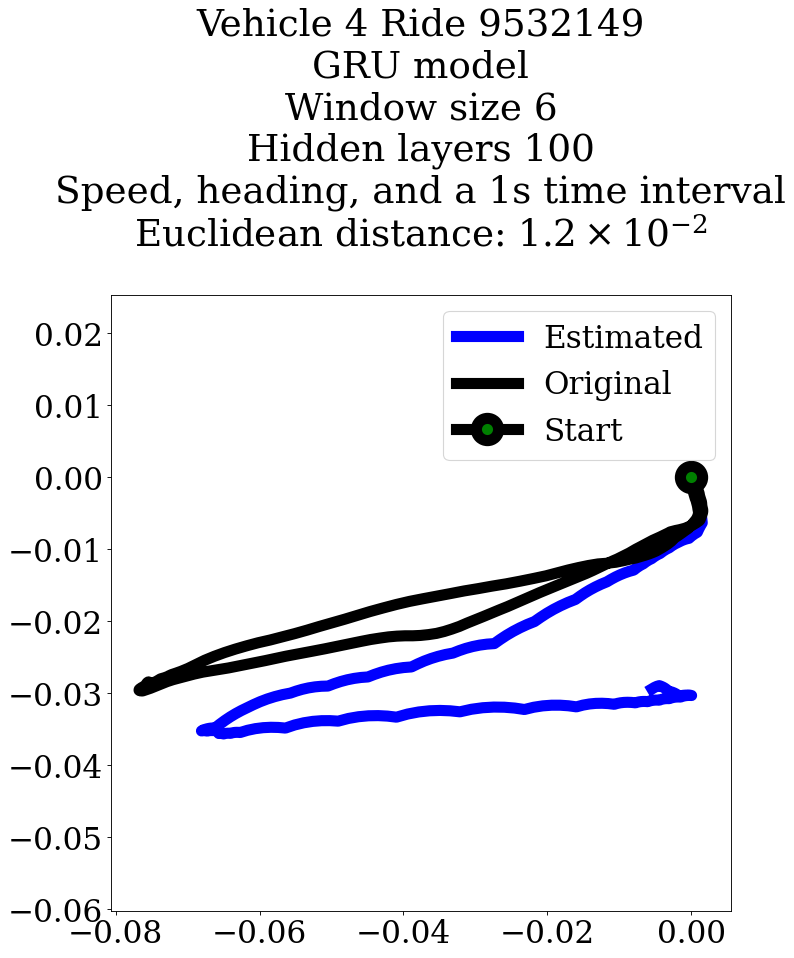 Vehicle 4 Ride 9532149
GRU model
Window size 6
Hidden layers 100
Speed, heading, and a 1s time interval
Euclidean distance: 1.2 × 10⁻²
Estimated
Original
Start
0.02
0.01
0.00
−0.01
−0.02
−0.03
−0.04
−0.05
−0.06
−0.08 −0.06 −0.04 −0.02 0.00